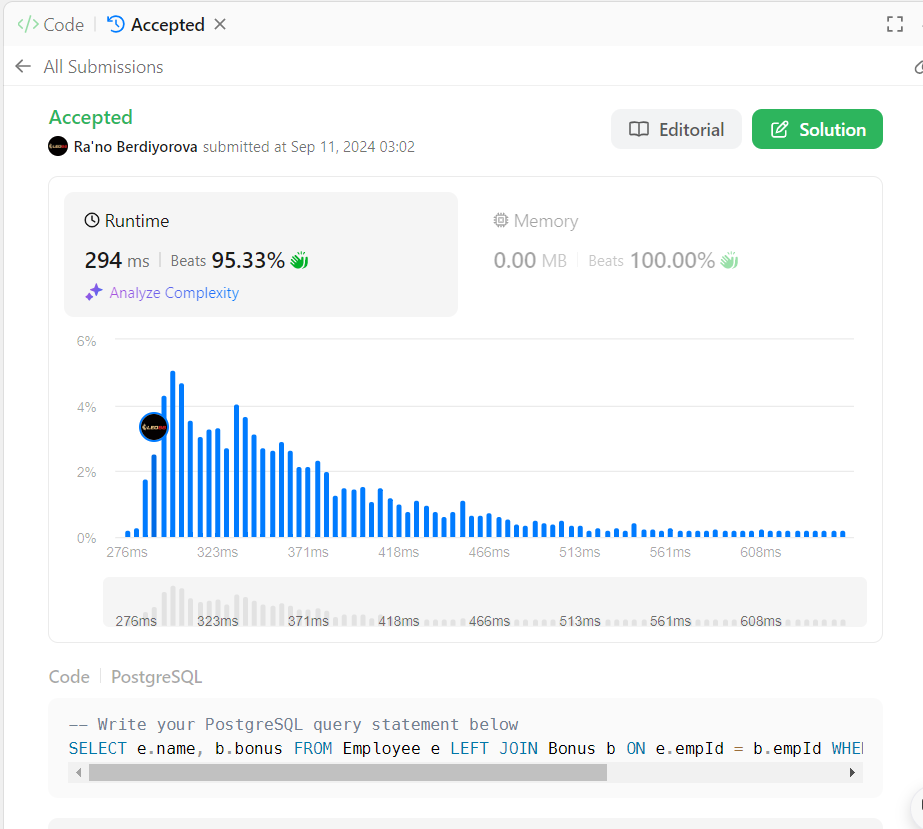 </> Code | Accepted ×
← All Submissions
Accepted
Editorial
Solution
Ra'no Berdiyorova submitted at Sep 11, 2024 03:02
Runtime
294 ms | Beats 95.33%
Analyze Complexity
Memory
0.00 MB | Beats 100.00%
6%
4%
2%
0%
276ms 323ms 371ms 418ms 466ms 513ms 561ms 608ms
276ms 323ms 371ms 418ms 466ms 513ms 561ms 608ms
Code | PostgreSQL
-- Write your PostgreSQL query statement below
SELECT e.name, b.bonus FROM Employee e LEFT JOIN Bonus b ON e.empId = b.empId